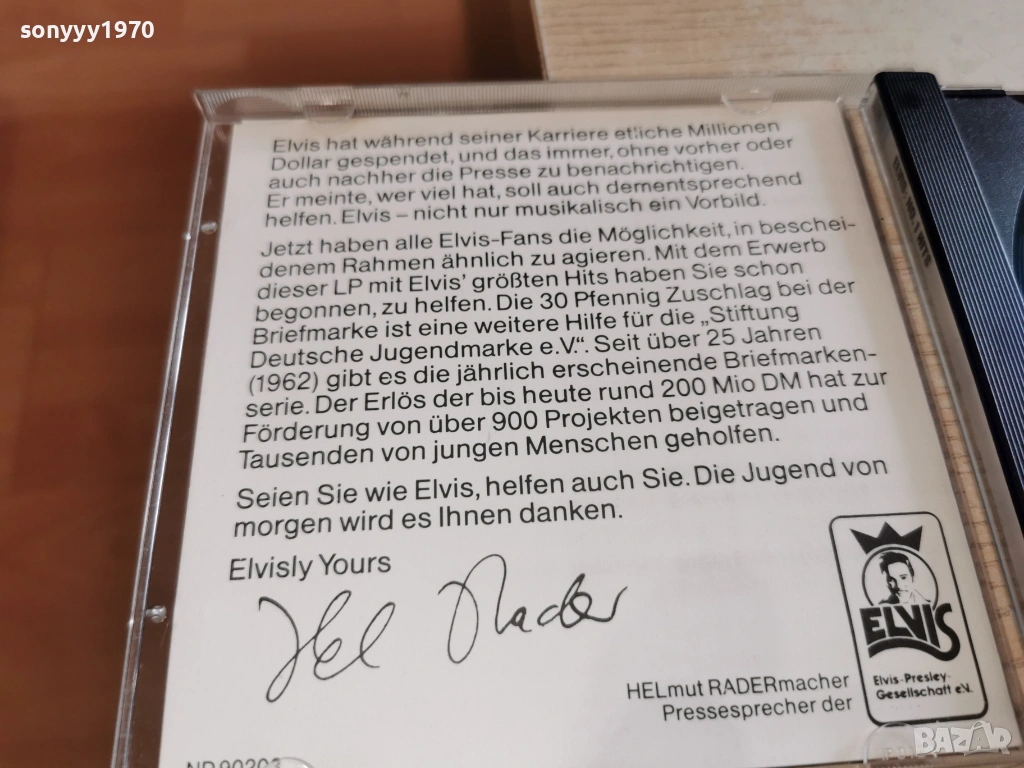 sonyyy1970
Elvis hat während seiner Karriere etliche Millionen
Dollar gespendet, und das immer, ohne vorher oder
auch nachher die Presse zu benachrichtigen.
Er meinte, wer viel hat, soll auch dementsprechend
helfen. Elvis – nicht nur musikalisch ein Vorbild.
Jetzt haben alle Elvis-Fans die Möglichkeit, in beschei-
denem Rahmen ähnlich zu agieren. Mit dem Erwerb
dieser LP mit Elvis' größten Hits haben Sie schon
begonnen, zu helfen. Die 30 Pfennig Zuschlag bei der
Briefmarke ist eine weitere Hilfe für die „Stiftung
Deutsche Jugendmarke e.V.“. Seit über 25 Jahren
(1962) gibt es die jährlich erscheinende Briefmarken-
serie. Der Erlös der bis heute rund 200 Mio DM hat zur
Förderung von über 900 Projekten beigetragen und
Tausenden von jungen Menschen geholfen.
Seien Sie wie Elvis, helfen auch Sie. Die Jugend von
morgen wird es Ihnen danken.
Elvisly Yours
Hel Rader
HELmut RADERmacher
Pressesprecher der
ELVIS
Elvis-Presley-
Gesellschaft e.V.
BAZAR